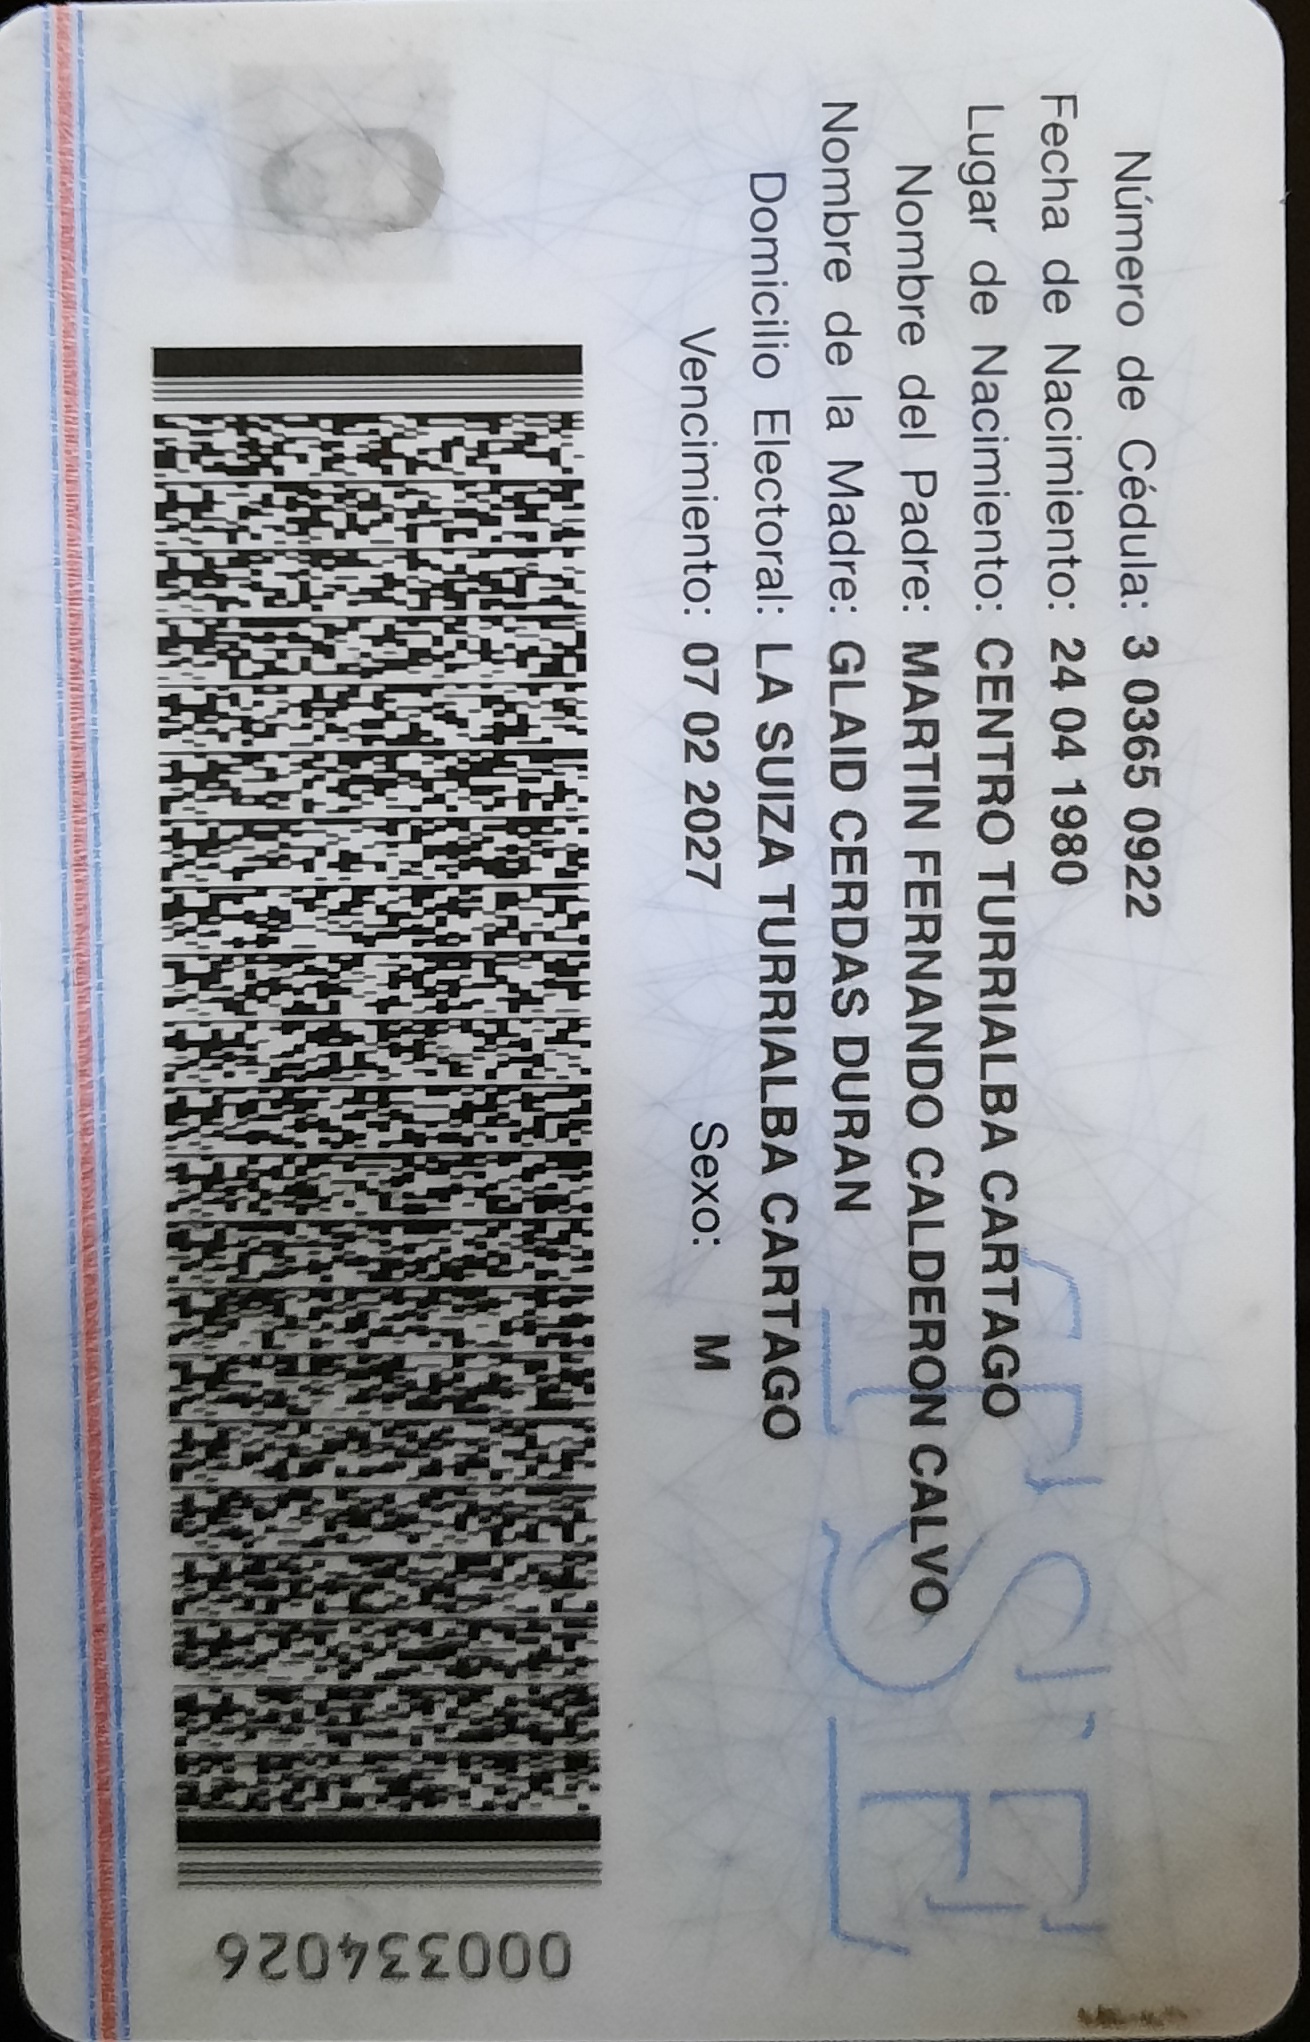 Número de Cédula: 3 0365 0922
Fecha de Nacimiento: 24 04 1980
Lugar de Nacimiento: CENTRO TURRIALBA CARTAGO
Nombre del Padre: MARTIN FERNANDO CALDERON CALVO
Nombre de la Madre: GLAID CERDAS DURAN
Domicilio Electoral: LA SUIZA TURRIALBA CARTAGO
Vencimiento: 07 02 2027 Sexo: M
TSE
000334026